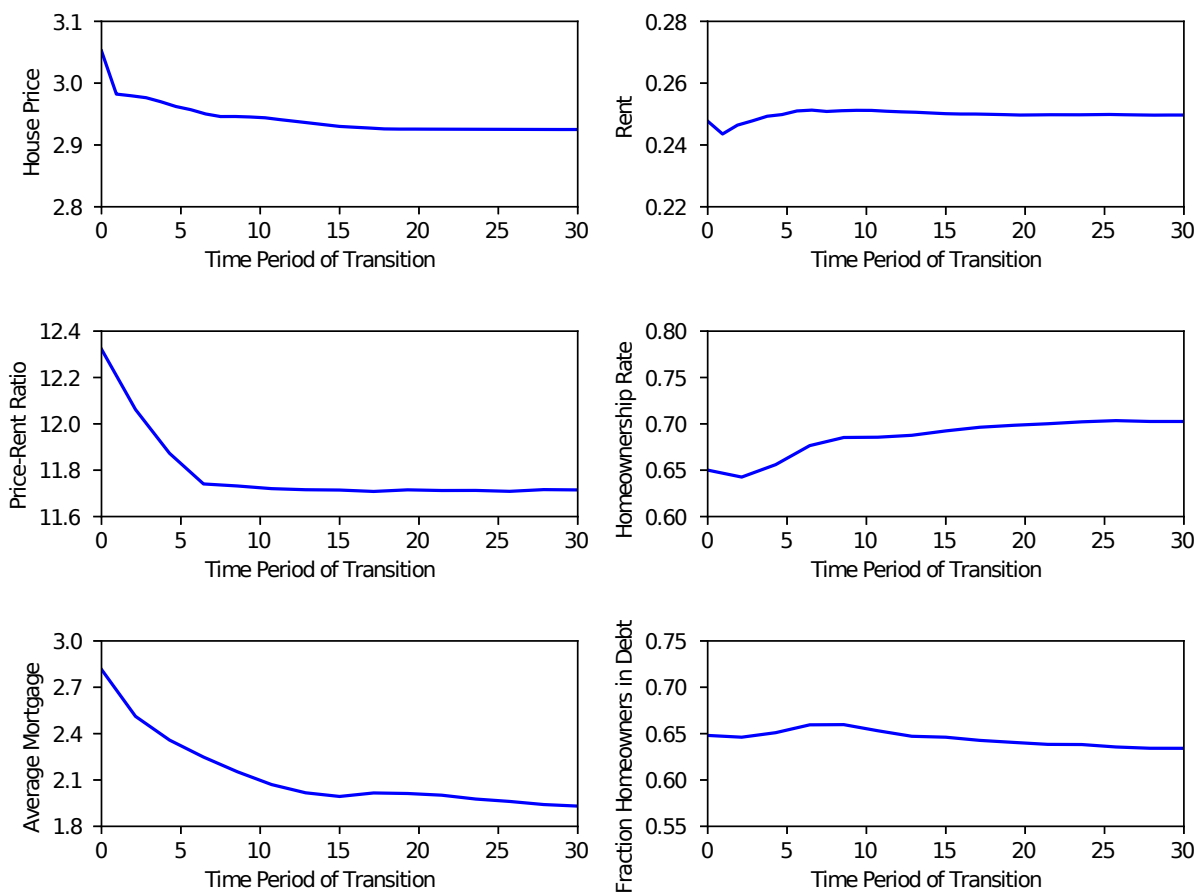 House Price
3.1
3.0
2.9
2.8
0 5 10 15 20 25 30
Time Period of Transition
Rent
0.28
0.26
0.24
0.22
0 5 10 15 20 25 30
Time Period of Transition
Price-Rent Ratio
12.4
12.2
12.0
11.8
11.6
0 5 10 15 20 25 30
Time Period of Transition
Homeownership Rate
0.80
0.75
0.70
0.65
0.60
0 5 10 15 20 25 30
Time Period of Transition
Average Mortgage
3.0
2.7
2.4
2.1
1.8
0 5 10 15 20 25 30
Time Period of Transition
Fraction Homeowners in Debt
0.75
0.70
0.65
0.60
0.55
0 5 10 15 20 25 30
Time Period of Transition